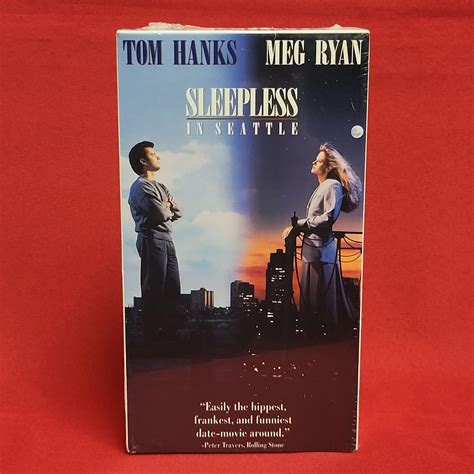 TOM HANKS MEG RYAN
SLEEPLESS
IN SEATTLE
“Easily the hippest,
frankest, and funniest
date-movie around.”
-Peter Travers, Rolling Stone